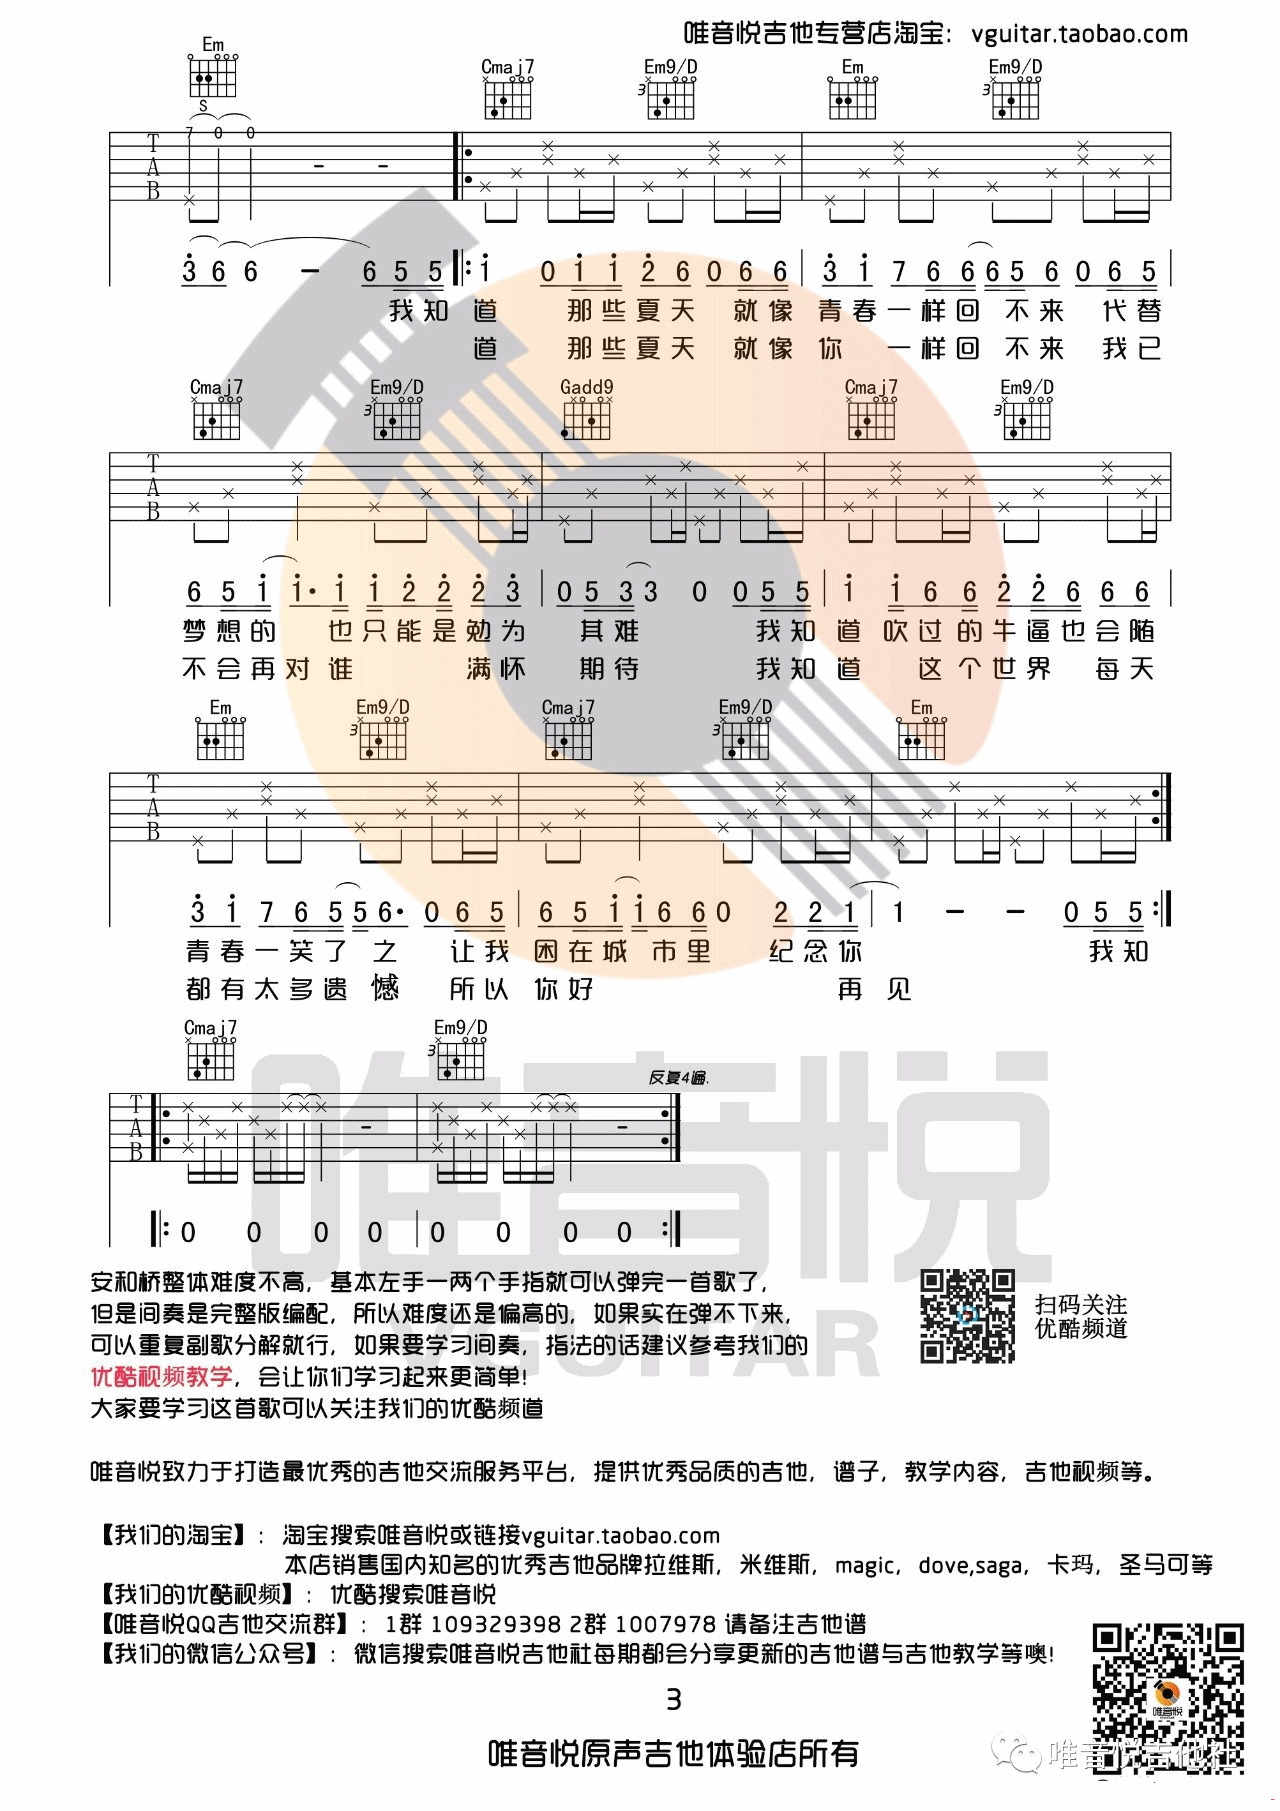 唯音悦吉他专营店淘宝：vguitar.taobao.com
Em Cmaj7 Em9/D Em Em9/D
S
7 0 0
T A B
3 6 6 — 6 5 5 1 0 1 1 2 6 0 6 6 3 1 7 6 6 6 5 6 0 6 5
我知 道 那些夏天 就像 青春一样回 不来 代替
道 那些夏天 就像 你 一样回 不来 我已
Cmaj7 Em9/D Gadd9 Cmaj7 Em9/D
T A B
6 5 1 1· 1 1 2 2 2 3 0 5 3 3 0 0 5 5 1 1 6 6 2 2 6 6 6
梦想的 也只能是勉为 其难 我知 道吹过的牛逼也会随
不会再对谁 满怀 期待 我知 道 这个世界 每天
Em Em9/D Cmaj7 Em9/D Em
T A B
3 1 7 6 5 5 6· 0 6 5 6 5 1 1 6 6 0 2 2 1 1 — — 0 5 5
青春一笑了 之 让我 困在城 市里 纪念你 我知
都有太多遗 憾 所以 你好 再 见
Cmaj7 Em9/D
反复4遍.
T A B
0 0 0 0 0 0 0 0
安和桥整体难度不高，基本左手一两个手指就可以弹完一首歌了，
但是间奏是完整版编配，所以难度还是偏高的，如果实在弹不下来，
可以重复副歌分解就行，如果要学习间奏，指法的话建议参考我们的
优酷视频教学，会让你们学习起来更简单！
大家要学习这首歌可以关注我们的优酷频道
扫码关注
优酷频道
唯音悦
VGUITAR
唯音悦致力于打造最优秀的吉他交流服务平台，提供优秀品质的吉他，谱子，教学内容，吉他视频等。
【我们的淘宝】：淘宝搜索唯音悦或链接vguitar.taobao.com
本店销售国内知名的优秀吉他品牌拉维斯，米维斯，magic，dove,saga，卡玛，圣马可等
【我们的优酷视频】：优酷搜索唯音悦
【唯音悦QQ吉他交流群】：1群 109329398 2群 1007978 请备注吉他谱
【我们的微信公众号】：微信搜索唯音悦吉他社每期都会分享更新的吉他谱与吉他教学等噢！
3
唯音悦原声吉他体验店所有
唯音悦
唯音悦吉他社